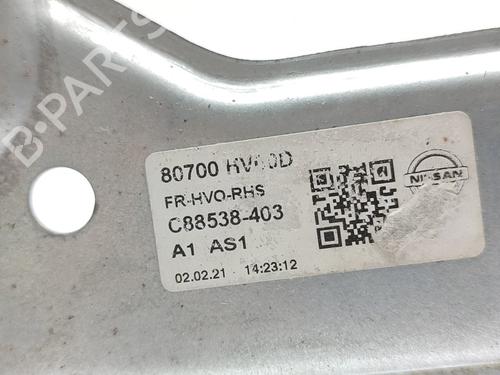 80700
FR-HVO-RHS
C88538-403
A1 AS1
02.02.21 14:23:12
NISSAN
B-PARTS